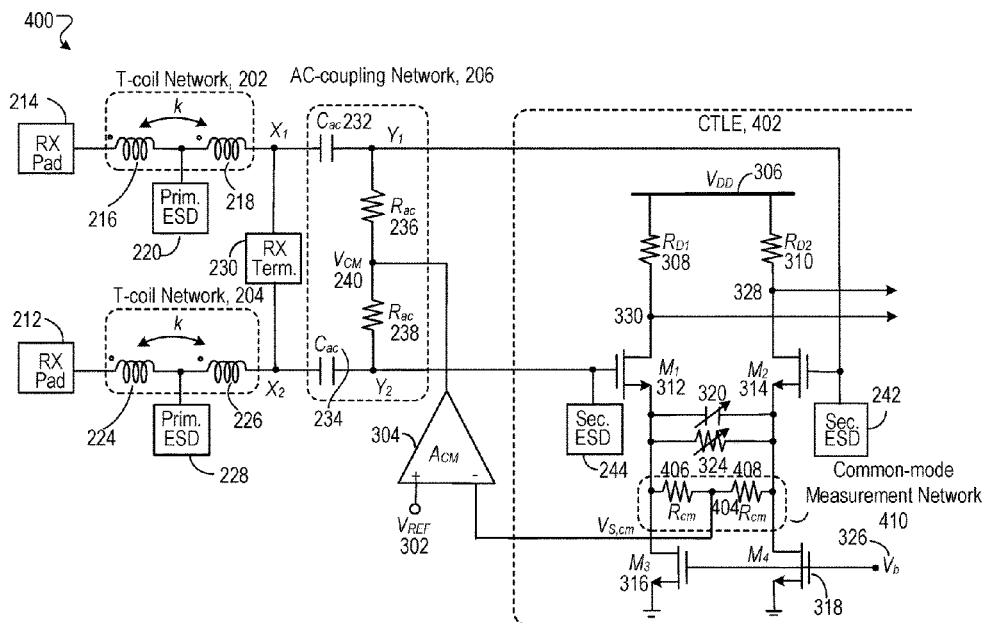 400
T-coil Network, 202
AC-coupling Network, 206
214
RX
Pad
k
216
218
Prim.
ESD
220
X1
Cac 232
Y1
Rac
236
230
RX
Term.
VCM
240
Rac
238
T-coil Network, 204
212
RX
Pad
k
224
226
Prim.
ESD
228
X2
Cac
234
Y2
304
ACM
+
-
VREF
302
VS,cm
CTLE, 402
VDD
306
RD1
308
RD2
310
328
330
M1
312
M2
314
320
324
Sec.
ESD
244
Sec.
ESD
242
406
408
Rcm
404
Rcm
Common-mode
Measurement Network
410
M3
316
M4
318
326
Vb